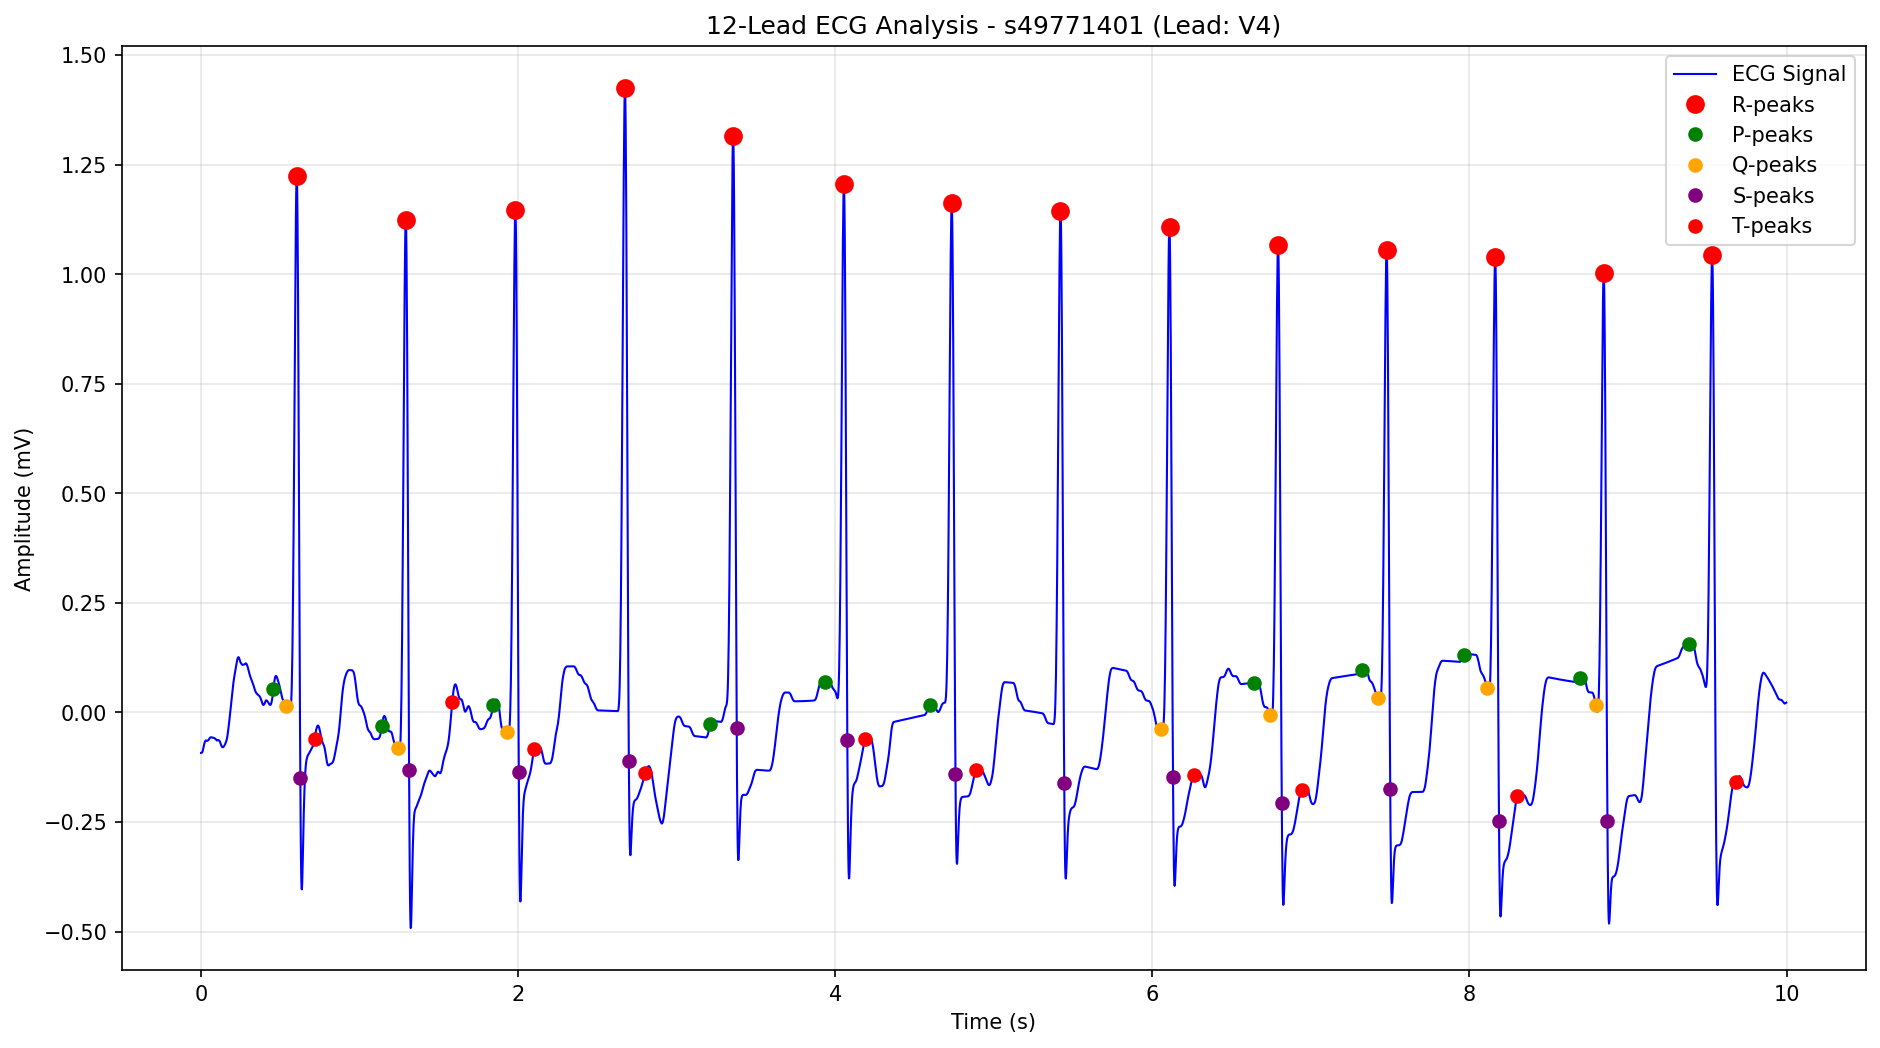 12-Lead ECG Analysis - s49771401 (Lead: V4)
ECG Signal
R-peaks
P-peaks
Q-peaks
S-peaks
T-peaks
1.50
1.25
1.00
0.75
0.50
0.25
0.00
−0.25
−0.50
Amplitude (mV)
0 2 4 6 8 10
Time (s)